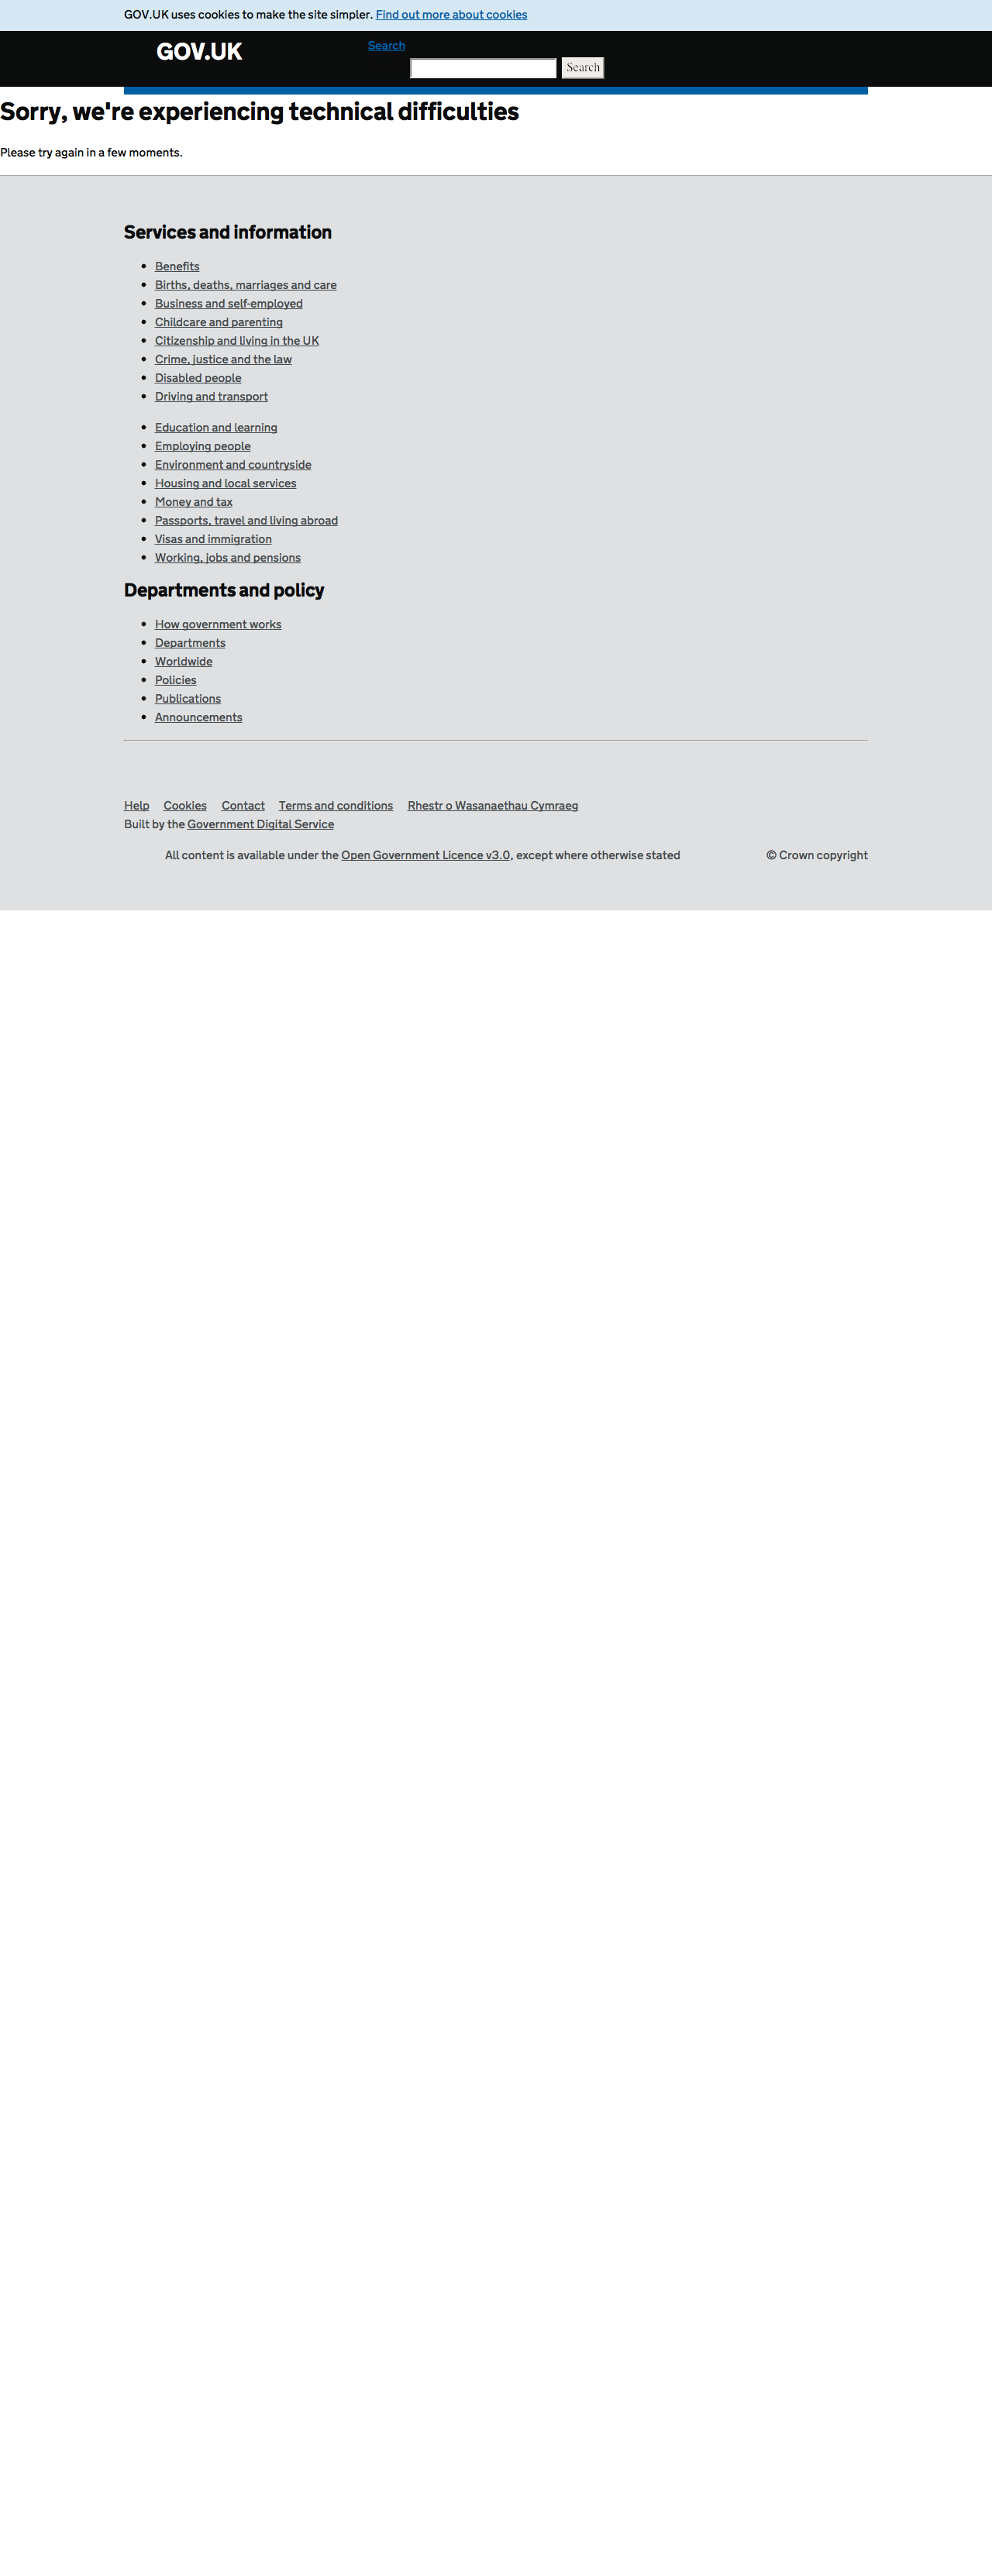 GOV.UK uses cookies to make the site simpler. Find out more about cookies
GOV.UK
Search
Search
Sorry, we're experiencing technical difficulties
Please try again in a few moments.
Services and information
Benefits
Births, deaths, marriages and care
Business and self-employed
Childcare and parenting
Citizenship and living in the UK
Crime, justice and the law
Disabled people
Driving and transport
Education and learning
Employing people
Environment and countryside
Housing and local services
Money and tax
Passports, travel and living abroad
Visas and immigration
Working, jobs and pensions
Departments and policy
How government works
Departments
Worldwide
Policies
Publications
Announcements
Help Cookies Contact Terms and conditions Rhestr o Wasanaethau Cymraeg
Built by the Government Digital Service
All content is available under the Open Government Licence v3.0, except where otherwise stated
© Crown copyright